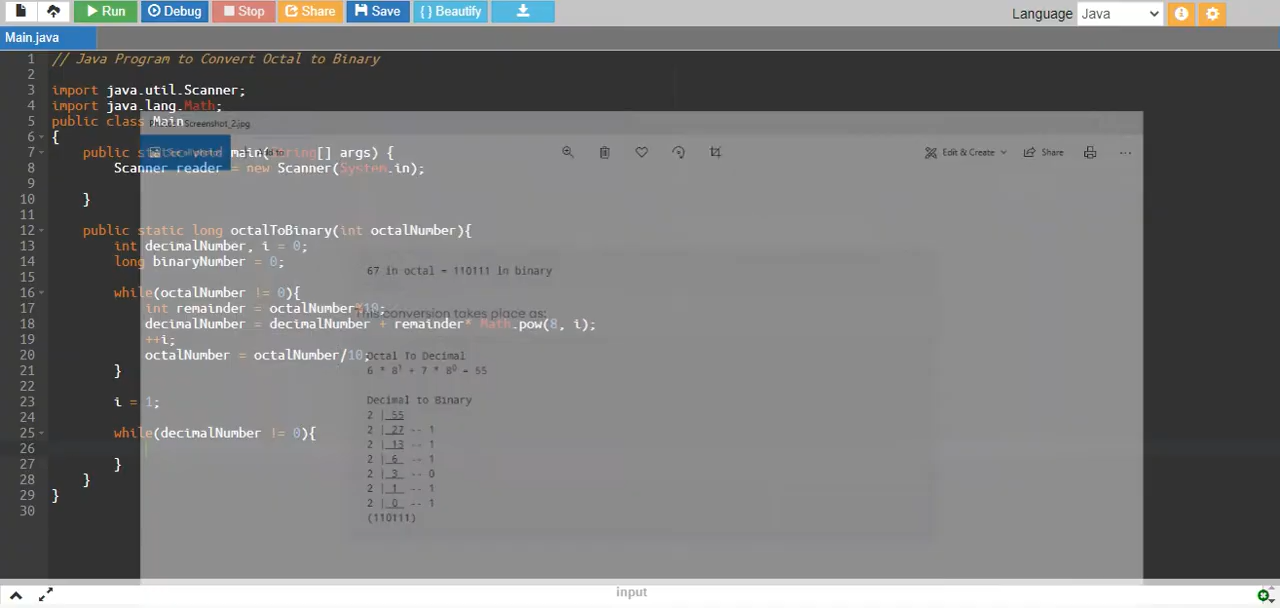 Run Debug Stop Share Save { } Beautify Language Java
Main.java
1 // Java Program to Convert Octal to Binary
2
3 import java.util.Scanner;
4 import java.lang.Math;
5 public class Main
Screenshot_2.jpg
6 {
7 public static void main(String[] args) {
Edit & Create Share
8 Scanner reader = new Scanner(System.in);
9
10 }
11
12 public static long octalToBinary(int octalNumber){
13 int decimalNumber, i = 0;
14 long binaryNumber = 0;
67 in octal = 110111 in binary
15
16 while(octalNumber != 0){
17 int remainder = octalNumber%10;
This conversion takes place as:
18 decimalNumber = decimalNumber + remainder* Math.pow(8, i);
19 ++i;
20 octalNumber = octalNumber/10;
Octal To Decimal
21 }
6 * 8¹ + 7 * 8⁰ = 55
22
23 i = 1;
Decimal to Binary
24
2 | 55
25 while(decimalNumber != 0){
2 | 27 -- 1
26
2 | 13 -- 1
27 }
2 | 6 -- 1
28 }
2 | 3 -- 0
29 }
2 | 1 -- 1
30
2 | 0 -- 1
(110111)
input